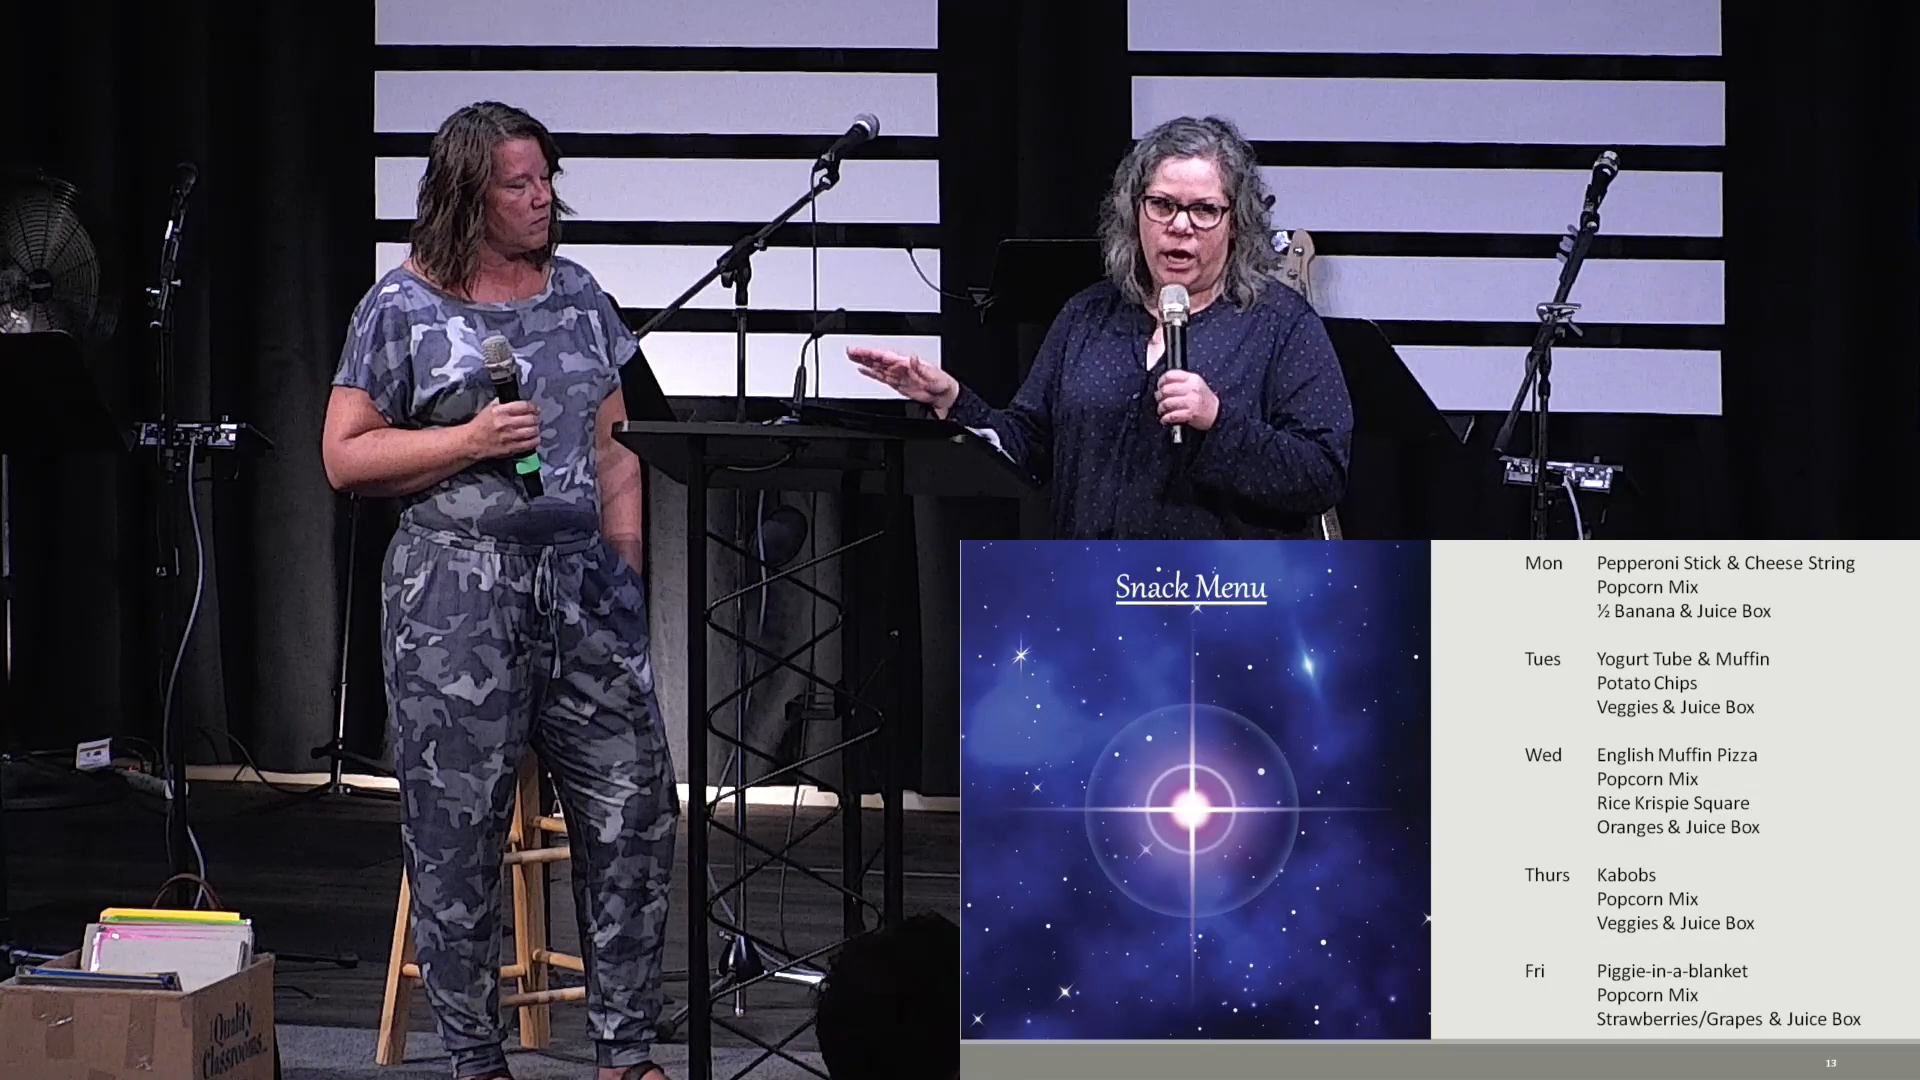 Snack Menu
Mon Pepperoni Stick & Cheese String
Popcorn Mix
½ Banana & Juice Box
Tues Yogurt Tube & Muffin
Potato Chips
Veggies & Juice Box
Wed English Muffin Pizza
Popcorn Mix
Rice Krispie Square
Oranges & Juice Box
Thurs Kabobs
Popcorn Mix
Veggies & Juice Box
Fri Piggie-in-a-blanket
Popcorn Mix
Strawberries/Grapes & Juice Box
13
Quality
Classrooms